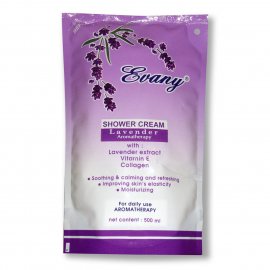 Evany®
SHOWER CREAM
Lavender
Aromatherapy
with :
Lavender extract
Vitamin E
Collagen
• Soothing & calming and refreshing
• Improving skin's elasticity
• Moisturizing
For daily use
AROMATHERAPY
net content : 500 ml